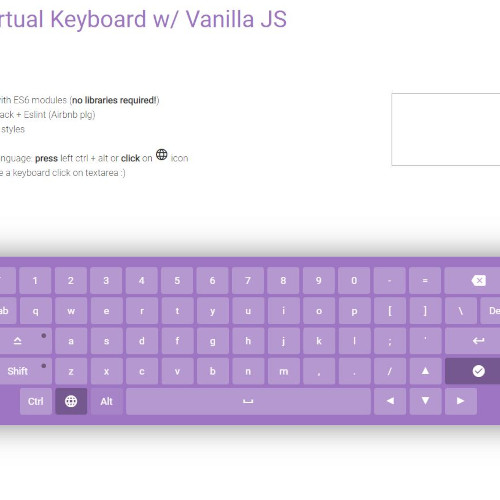 rtual Keyboard w/ Vanilla JS
ith ES6 modules (no libraries required!)
ack + Eslint (Airbnb plg)
styles
nguage, press left ctrl + alt or click on icon
e a keyboard click on textarea :)
1 2 3 4 5 6 7 8 9 0 - =
ab q w e r t y u i o p [ ] \ De
a s d f g h j k l ; '
Shift z x c v b n m , . / ▲
Ctrl Alt ◀ ▼ ▶